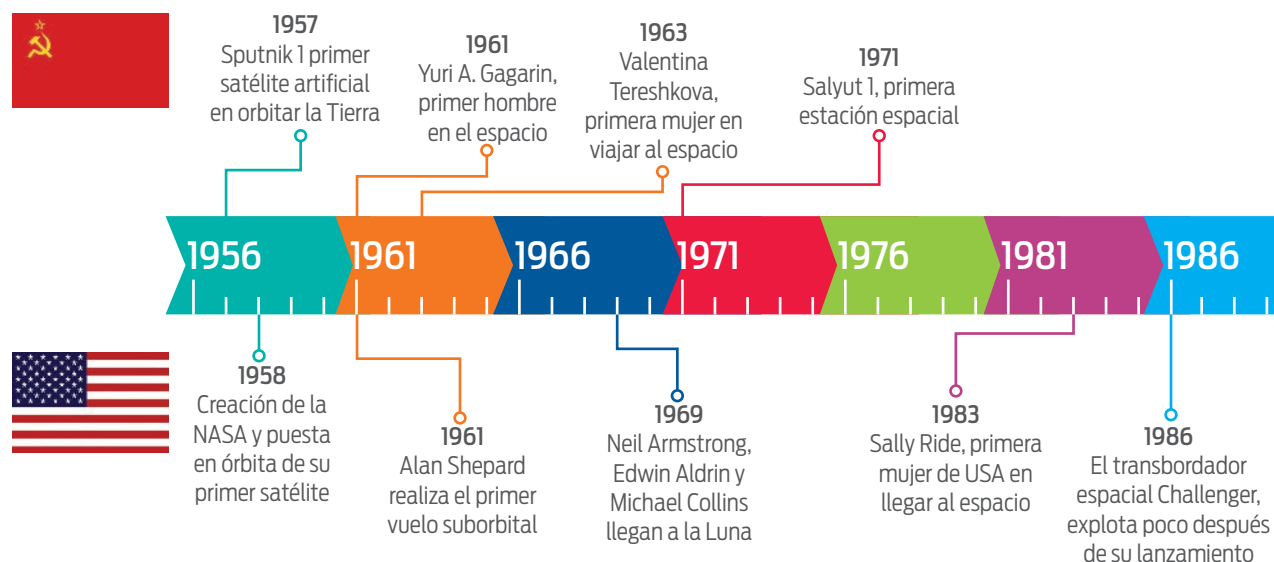 1957
Sputnik 1 primer
satélite artificial
en orbitar la Tierra
1961
Yuri A. Gagarin,
primer hombre
en el espacio
1963
Valentina
Tereshkova,
primera mujer en
viajar al espacio
1971
Salyut 1, primera
estación espacial
1956
1961
1966
1971
1976
1981
1986
1958
Creación de la
NASA y puesta
en órbita de su
primer satélite
1961
Alan Shepard
realiza el primer
vuelo suborbital
1969
Neil Armstrong,
Edwin Aldrin y
Michael Collins
llegan a la Luna
1983
Sally Ride, primera
mujer de USA en
llegar al espacio
1986
El transbordador
espacial Challenger,
explota poco después
de su lanzamiento